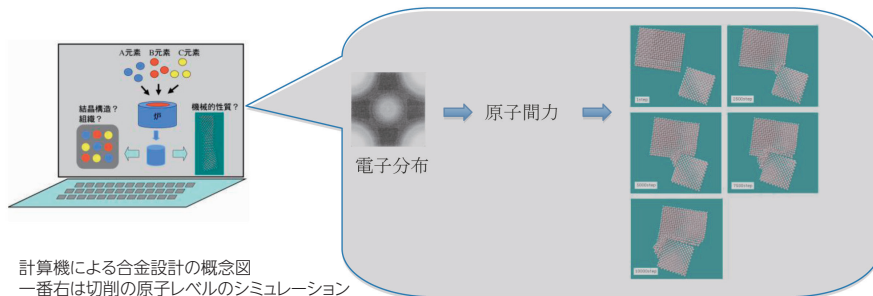 A元素 B元素 C元素
結晶構造？
組織？
炉
機械的性質？
電子分布
原子間力
計算機による合金設計の概念図
一番右は切削の原子レベルのシミュレーション